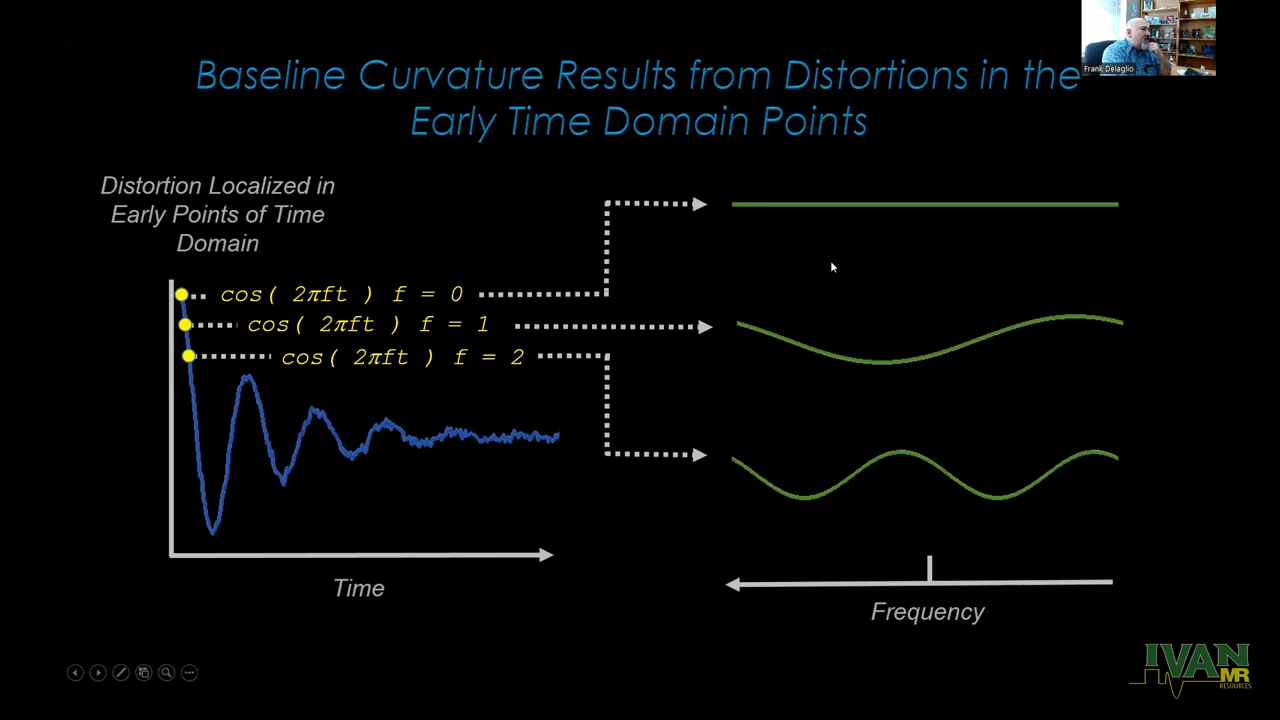 Frank Delaglio
Baseline Curvature Results from Distortions in the
Early Time Domain Points
Distortion Localized in
Early Points of Time
Domain
cos( 2πft ) f = 0
cos( 2πft ) f = 1
cos( 2πft ) f = 2
Time
Frequency
IVAN
MR
RESOURCES